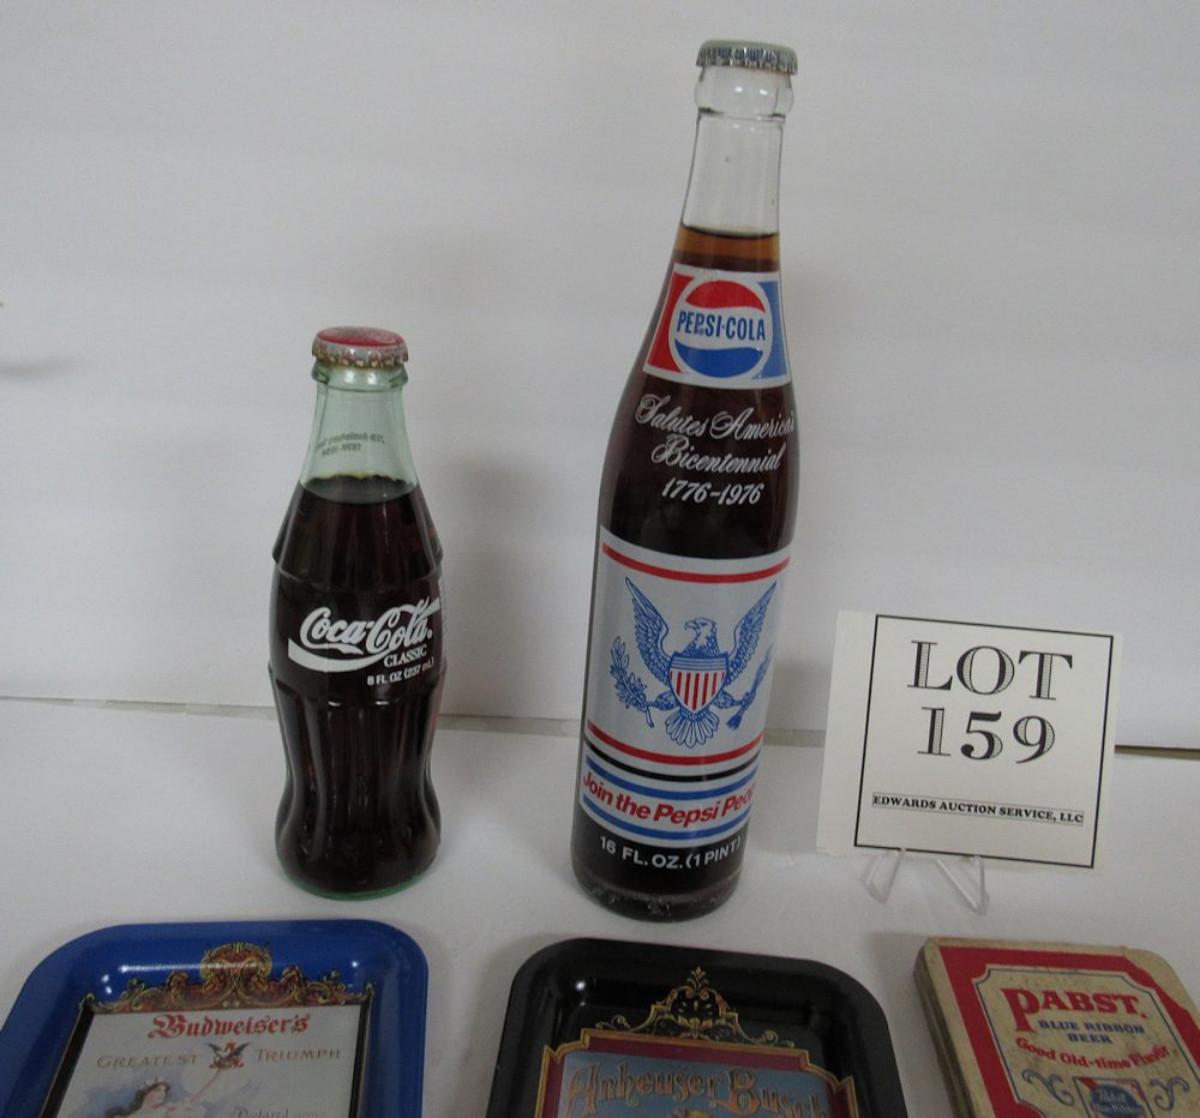 PEPSI-COLA
Salutes America's
Bicentennial
1776-1976
Coca-Cola
CLASSIC
8 FL. OZ (237 mL)
Join the Pepsi
16 FL. OZ. (1 PINT)
LOT
159
EDWARDS AUCTION SERVICE, LLC
Budweiser's
GREATEST TRIUMPH
Anheuser Busch
PABST.
BLUE RIBBON
BEER
Good Old-time Flavor
Pabst